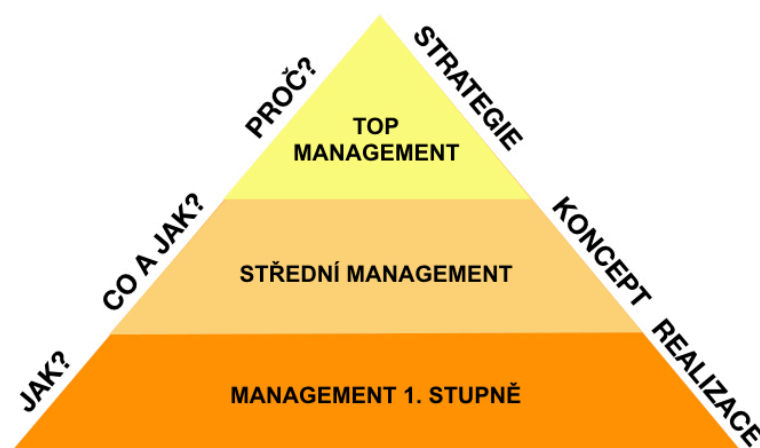 PROČ?
STRATEGIE
TOP
MANAGEMENT
CO A JAK?
KONCEPT
STŘEDNÍ MANAGEMENT
JAK?
REALIZACE
MANAGEMENT 1. STUPNĚ